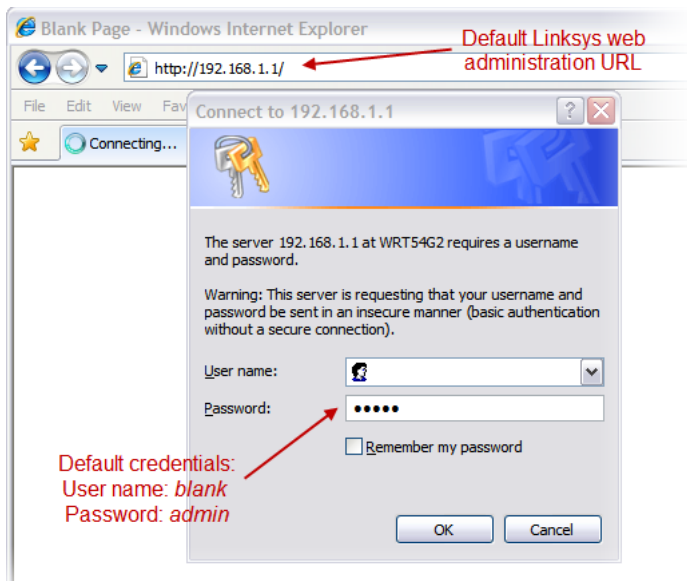 Blank Page - Windows Internet Explorer
Default Linksys web
administration URL
http://192.168.1.1/
File Edit View Fav
Connect to 192.168.1.1
Connecting...
The server 192.168.1.1 at WRT54G2 requires a username
and password.
Warning: This server is requesting that your username and
password be sent in an insecure manner (basic authentication
without a secure connection).
User name:
Password: •••••
Remember my password
Default credentials:
User name: blank
Password: admin
OK Cancel